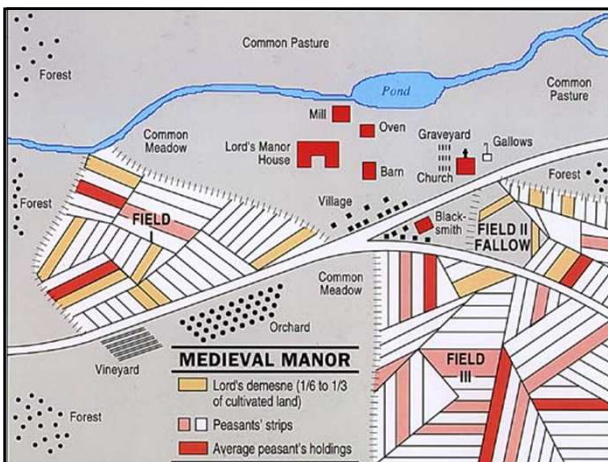 Forest
Common Pasture
Common
Pasture
Pond
Mill
Oven
Common
Meadow
Lord's Manor
House
Barn
Graveyard
Gallows
Church
Forest
Forest
Village
Black-
smith
FIELD
I
FIELD II
FALLOW
Common
Meadow
Orchard
Vineyard
Forest
FIELD
III
MEDIEVAL MANOR
Lord's demesne (1/6 to 1/3
of cultivated land)
Peasants' strips
Average peasant's holdings